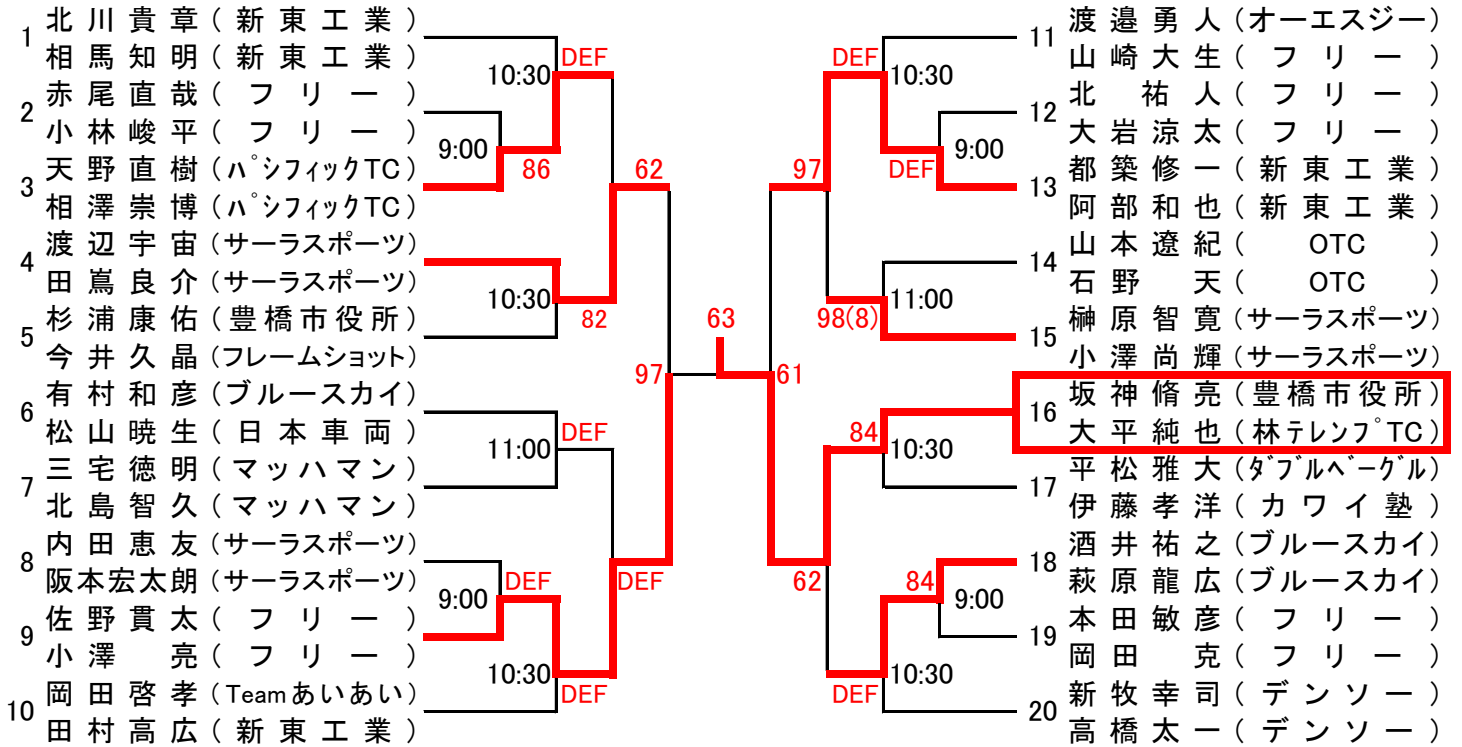 1
北川貴章(新東工業)
相馬知明(新東工業)
2
赤尾直哉(フリー)
小林峻平(フリー)
3
天野直樹(パシフィックTC)
相澤崇博(パシフィックTC)
4
渡辺宇宙(サーラスポーツ)
田嶌良介(サーラスポーツ)
5
杉浦康佑(豊橋市役所)
今井久晶(フレームショット)
6
有村和彦(ブルースカイ)
松山暁生(日本車両)
7
三宅徳明(マッハマン)
北島智久(マッハマン)
8
内田恵友(サーラスポーツ)
阪本宏太朗(サーラスポーツ)
9
佐野貫太(フリー)
小澤 亮(フリー)
10
岡田啓孝(Teamあいあい)
田村高広(新東工業)
10:30
DEF
9:00
86
62
10:30
82
97
11:00
DEF
9:00
DEF
DEF
10:30
DEF
63
61
DEF
10:30
97
DEF
9:00
98(8)
11:00
84
10:30
62
84
9:00
DEF
10:30
11
渡邉勇人(オーエスジー)
山崎大生(フリー)
12
北 祐人(フリー)
大岩涼太(フリー)
13
都築修一(新東工業)
阿部和也(新東工業)
14
山本遼紀(OTC)
石野 天(OTC)
15
榊原智寛(サーラスポーツ)
小澤尚輝(サーラスポーツ)
16
坂神脩亮(豊橋市役所)
大平純也(林テレンプTC)
17
平松雅大(ダブルベーグル)
伊藤孝洋(カワイ塾)
18
酒井祐之(ブルースカイ)
萩原龍広(ブルースカイ)
19
本田敏彦(フリー)
岡田 克(フリー)
20
新牧幸司(デンソー)
高橋太一(デンソー)